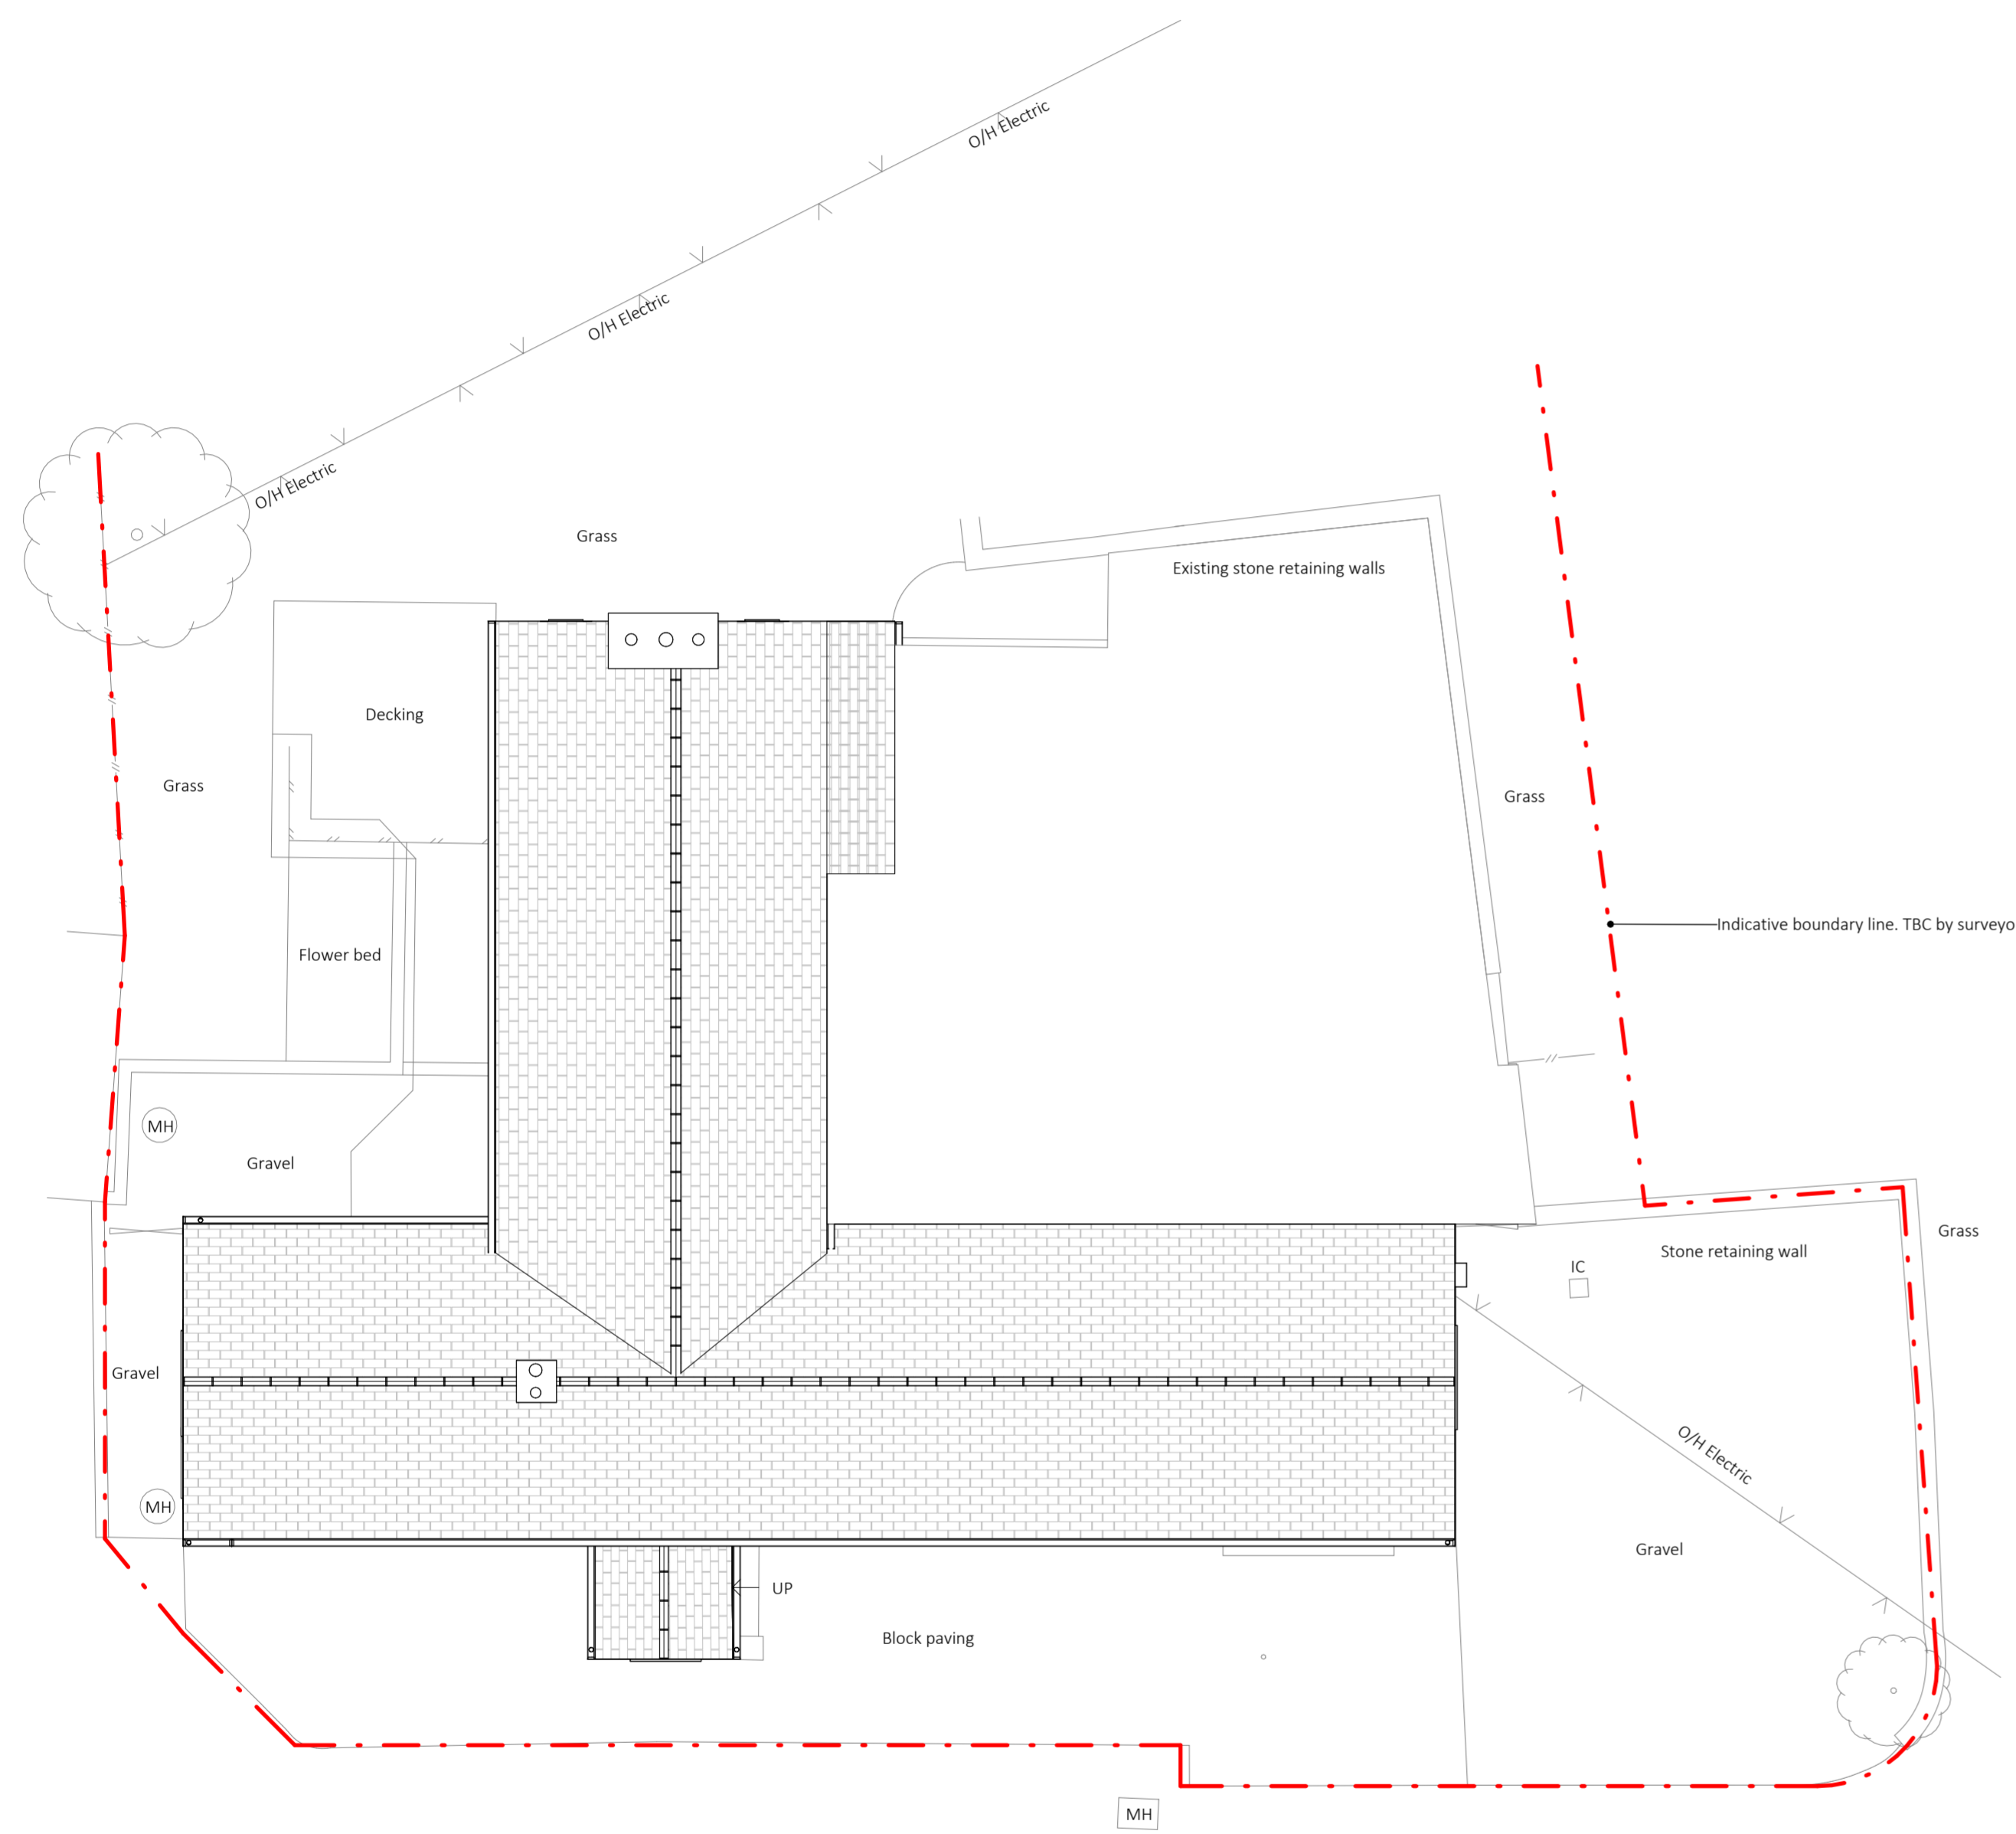 O/H Electric
O/H Electric
O/H Electric
Grass
Existing stone retaining walls
Decking
Grass
Grass
Indicative boundary line. TBC by surveyo
Flower bed
MH
Gravel
Grass
Stone retaining wall
IC
Gravel
O/H Electric
MH
Gravel
UP
Block paving
MH